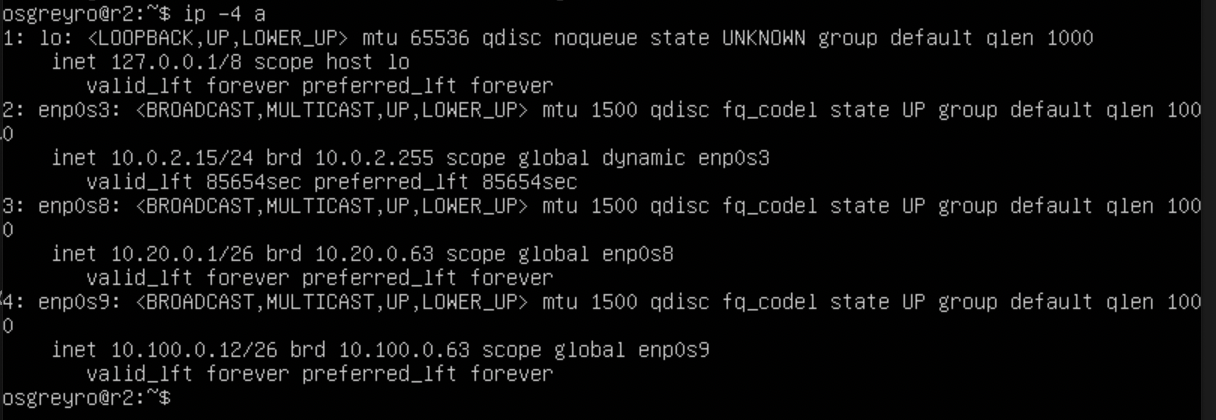 osgreyro@r2:~$ ip -4 a
1: lo: <LOOPBACK,UP,LOWER_UP> mtu 65536 qdisc noqueue state UNKNOWN group default qlen 1000
    inet 127.0.0.1/8 scope host lo
       valid_lft forever preferred_lft forever
2: enp0s3: <BROADCAST,MULTICAST,UP,LOWER_UP> mtu 1500 qdisc fq_codel state UP group default qlen 100
0
    inet 10.0.2.15/24 brd 10.0.2.255 scope global dynamic enp0s3
       valid_lft 85654sec preferred_lft 85654sec
3: enp0s8: <BROADCAST,MULTICAST,UP,LOWER_UP> mtu 1500 qdisc fq_codel state UP group default qlen 100
0
    inet 10.20.0.1/26 brd 10.20.0.63 scope global enp0s8
       valid_lft forever preferred_lft forever
4: enp0s9: <BROADCAST,MULTICAST,UP,LOWER_UP> mtu 1500 qdisc fq_codel state UP group default qlen 100
0
    inet 10.100.0.12/26 brd 10.100.0.63 scope global enp0s9
       valid_lft forever preferred_lft forever
osgreyro@r2:~$